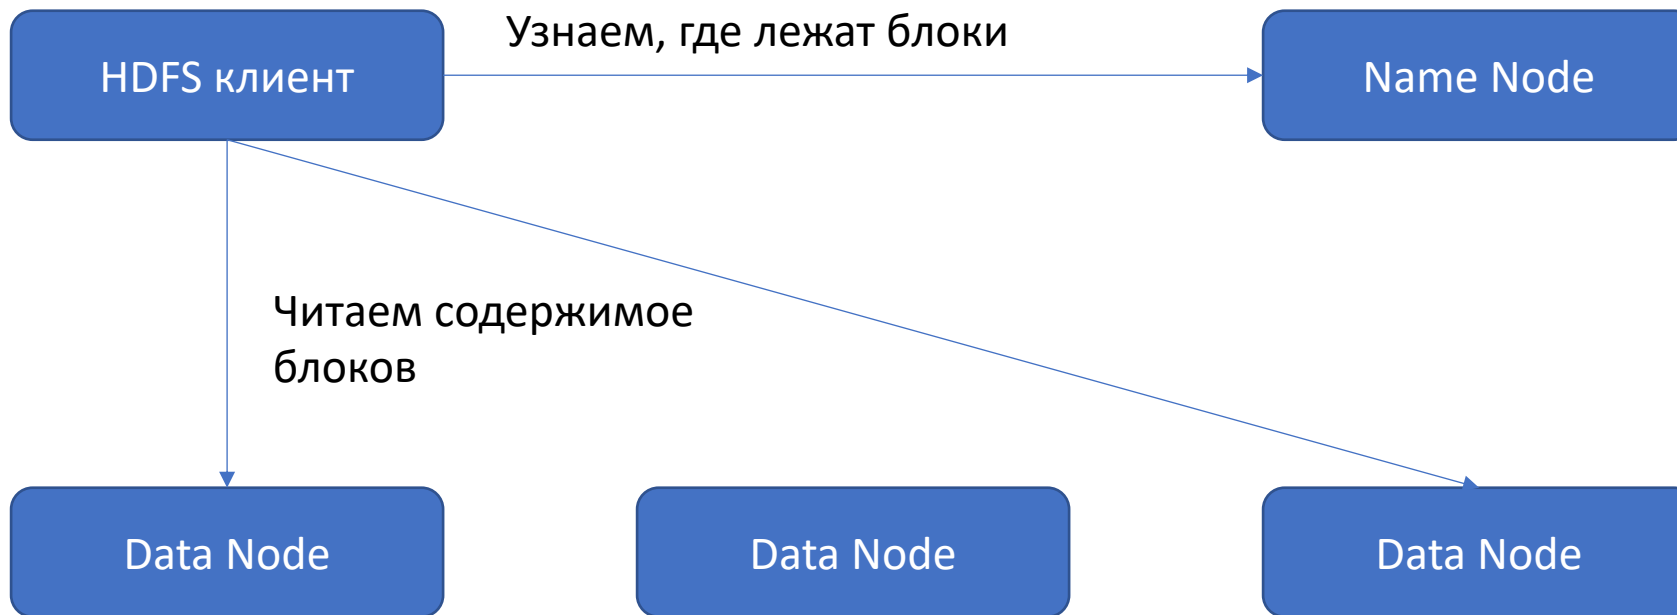 Узнаем, где лежат блоки
HDFS клиент
Name Node
Читаем содержимое
блоков
Data Node
Data Node
Data Node